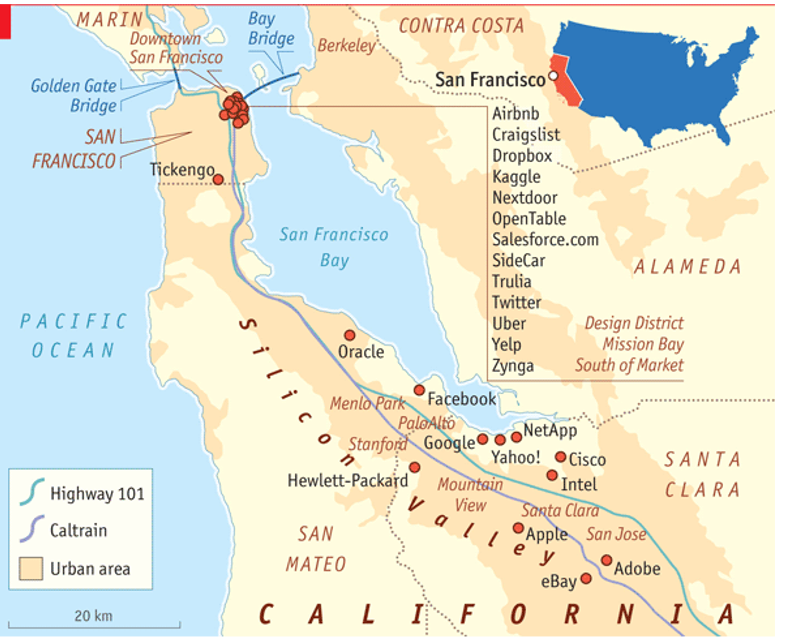 MARIN
Downtown
San Francisco
Bay
Bridge
Berkeley
CONTRA COSTA
Golden Gate
Bridge
SAN
FRANCISCO
Tickengo
San Francisco
Airbnb
Craigslist
Dropbox
Kaggle
Nextdoor
OpenTable
Salesforce.com
SideCar
Trulia
Twitter
Uber
Yelp
Zynga
Design District
Mission Bay
South of Market
San Francisco
Bay
ALAMEDA
PACIFIC
OCEAN
Silicon Valley
Oracle
Facebook
Menlo Park
PaloAlto
Stanford
Google
NetApp
Yahoo!
Cisco
Intel
Hewlett-Packard
Mountain
View
Santa Clara
SANTA
CLARA
Apple
San Jose
Adobe
eBay
SAN
MATEO
Highway 101
Caltrain
Urban area
20 km
CALIFORNIA